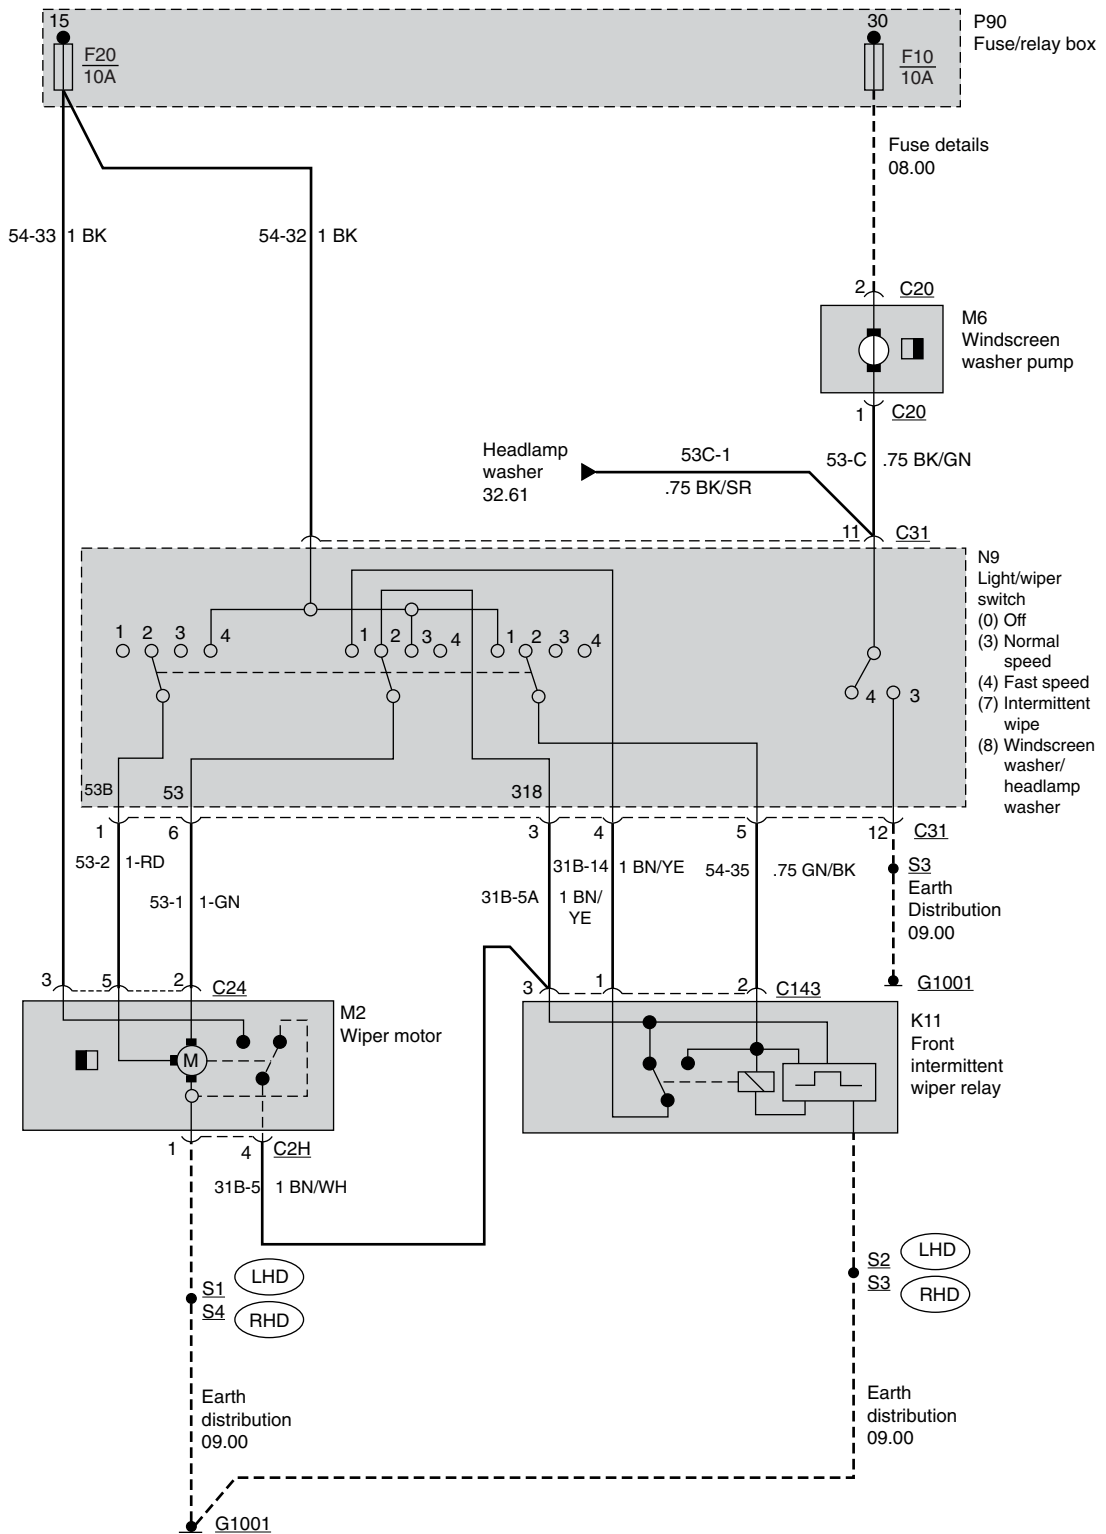 15
30
P90
Fuse/relay box
F20
10A
F10
10A
Fuse details
08.00
54-33 1 BK
54-32 1 BK
2 C20
M6
Windscreen
washer pump
1 C20
Headlamp
washer
32.61
53C-1
.75 BK/SR
53-C .75 BK/GN
11 C31
N9
Light/wiper
switch
(0) Off
(3) Normal
speed
(4) Fast speed
(7) Intermittent
wipe
(8) Windscreen
washer/
headlamp
washer
1 2 3 4
1 2 3 4
1 2 3 4
4 3
53B 53 318
1 6 3 4 5 12 C31
53-2 1-RD
53-1 1-GN
31B-14 1 BN/YE
31B-5A 1 BN/
YE
54-35 .75 GN/BK
S3
Earth
Distribution
09.00
G1001
3 5 2 C24
3 1 2 C143
M2
Wiper motor
M
K11
Front
intermittent
wiper relay
1 4 C2H
31B-5 1 BN/WH
S1 LHD
S4 RHD
S2 LHD
S3 RHD
Earth
distribution
09.00
Earth
distribution
09.00
G1001